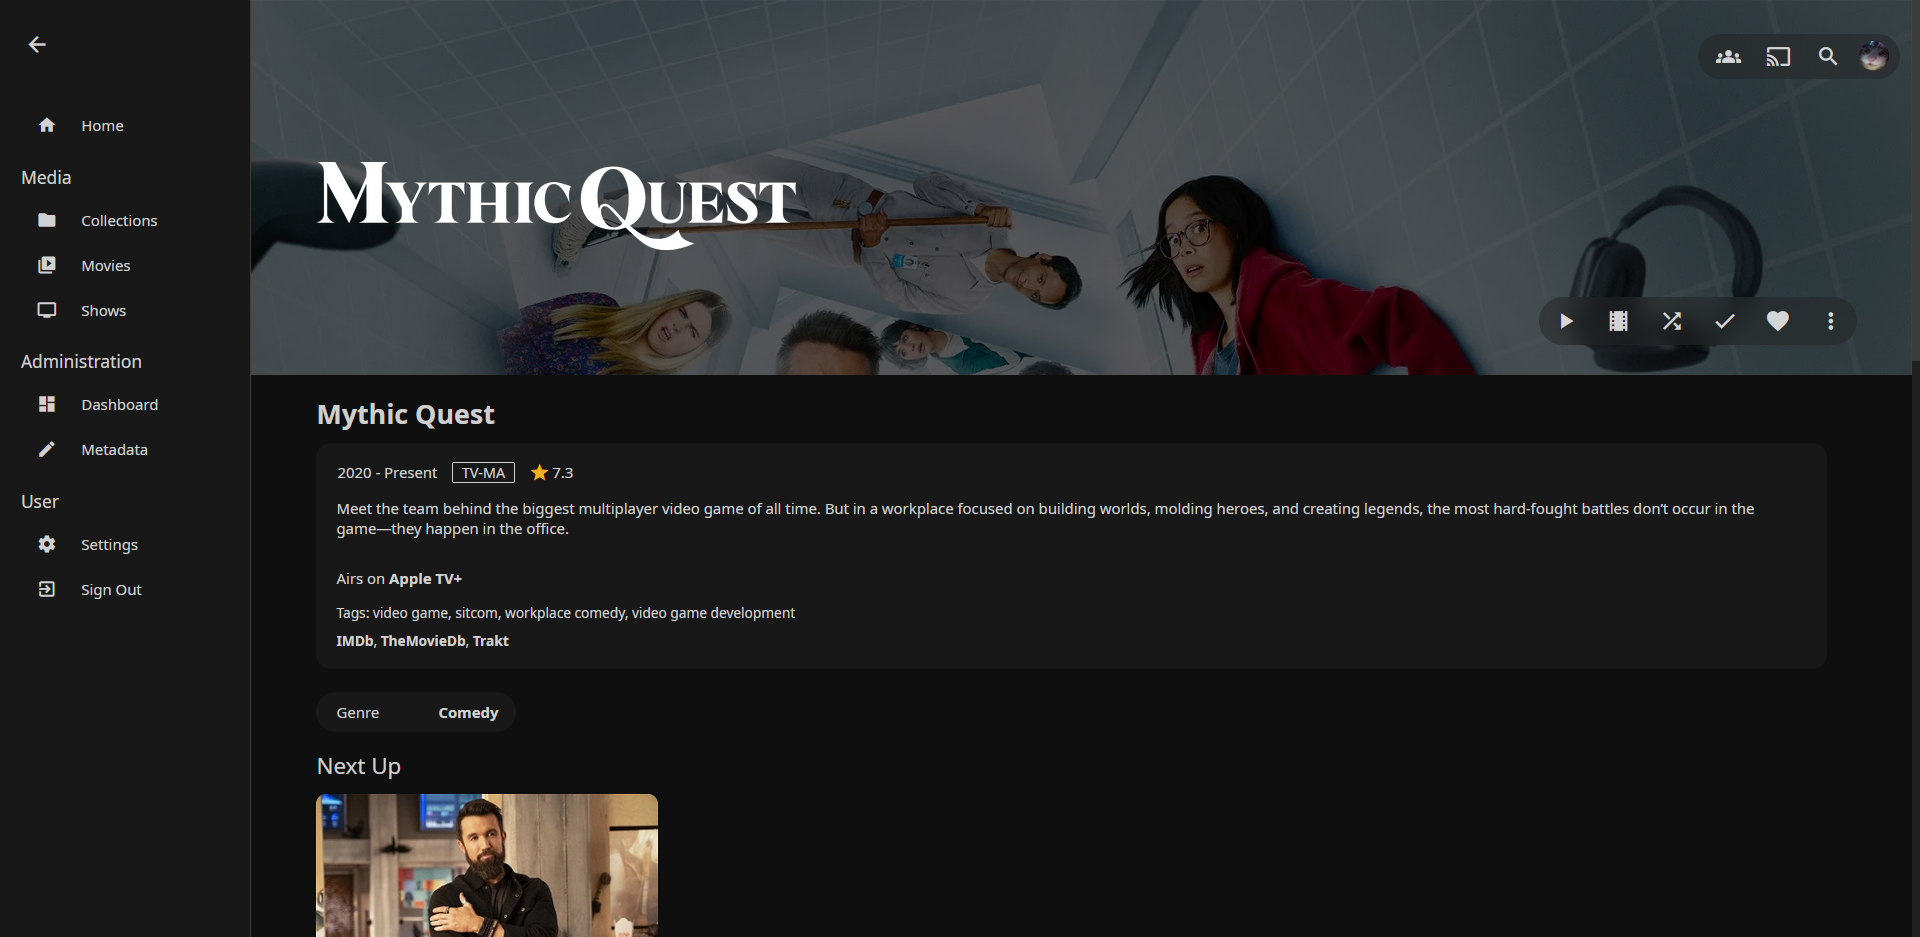 Home
Media
Collections
Movies
Shows
Administration
Dashboard
Metadata
User
Settings
Sign Out
MYTHIC QUEST
Mythic Quest
2020 - Present TV-MA 7.3
Meet the team behind the biggest multiplayer video game of all time. But in a workplace focused on building worlds, molding heroes, and creating legends, the most hard-fought battles don’t occur in the
game—they happen in the office.
Airs on Apple TV+
Tags: video game, sitcom, workplace comedy, video game development
IMDb, TheMovieDb, Trakt
Genre Comedy
Next Up